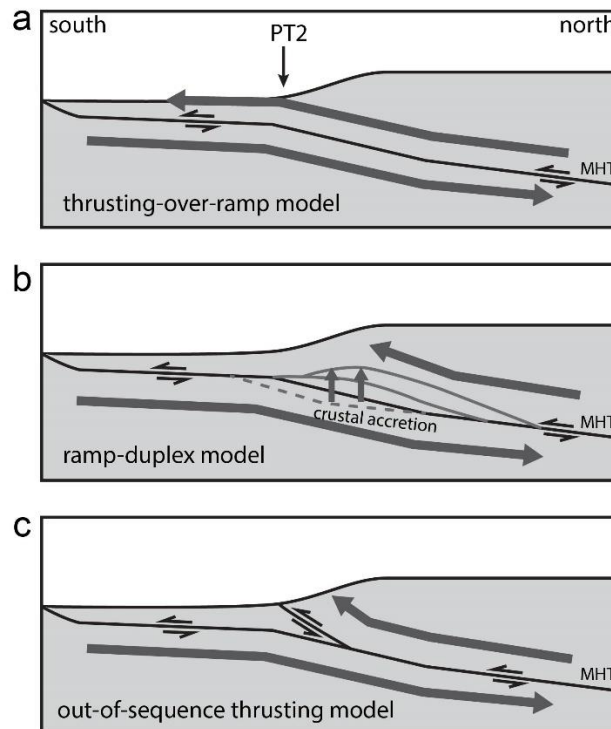 a
south
PT2
north
MHT
thrusting-over-ramp model
b
crustal accretion
MHT
ramp-duplex model
c
MHT
out-of-sequence thrusting model